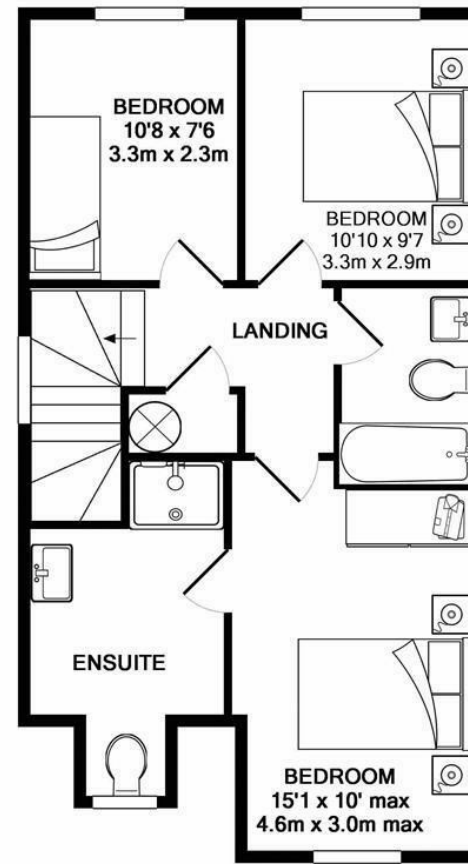 BEDROOM
10'8 x 7'6
3.3m x 2.3m
BEDROOM
10'10 x 9'7
3.3m x 2.9m
LANDING
ENSUITE
BEDROOM
15'1 x 10' max
4.6m x 3.0m max